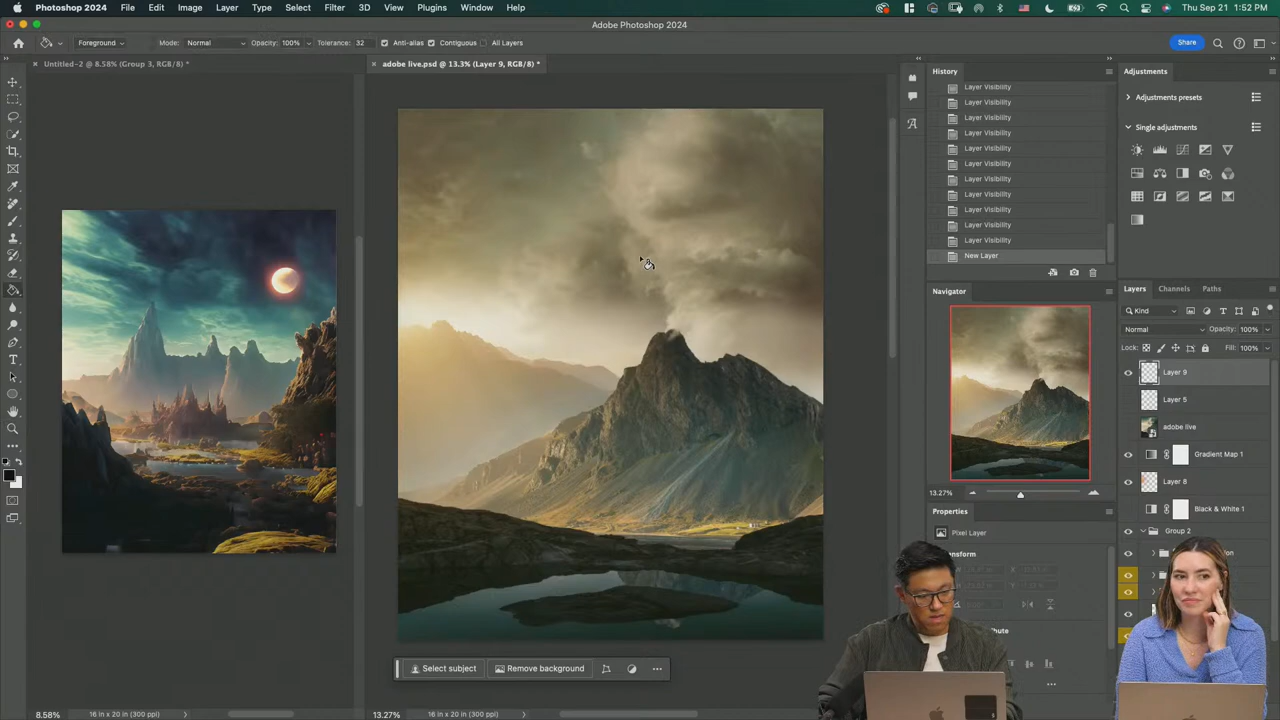 Photoshop 2024 File Edit Image Layer Type Select Filter 3D View Plugins Window Help Thu Sep 21 1:52 PM
Adobe Photoshop 2024
Foreground Mode: Normal Opacity: 100% Tolerance: 32 Anti-alias Contiguous All Layers Share
Untitled-2 @ 8.58% (Group 3, RGB/8) *
adobe live.psd @ 13.3% (Layer 9, RGB/8) *
History
Layer Visibility
Layer Visibility
Layer Visibility
Layer Visibility
Layer Visibility
Layer Visibility
Layer Visibility
Layer Visibility
Layer Visibility
Layer Visibility
Layer Visibility
New Layer
Navigator
13.27%
Properties
Pixel Layer
ansform
bute
Adjustments
Adjustments presets
Single adjustments
Layers Channels Paths
Kind
Normal Opacity: 100%
Lock: Fill: 100%
Layer 9
Layer 5
adobe live
Gradient Map 1
Layer 8
Black & White 1
Group 2
Select subject Remove background
8.58% 16 in x 20 in (300 ppi)
13.27% 16 in x 20 in (300 ppi)